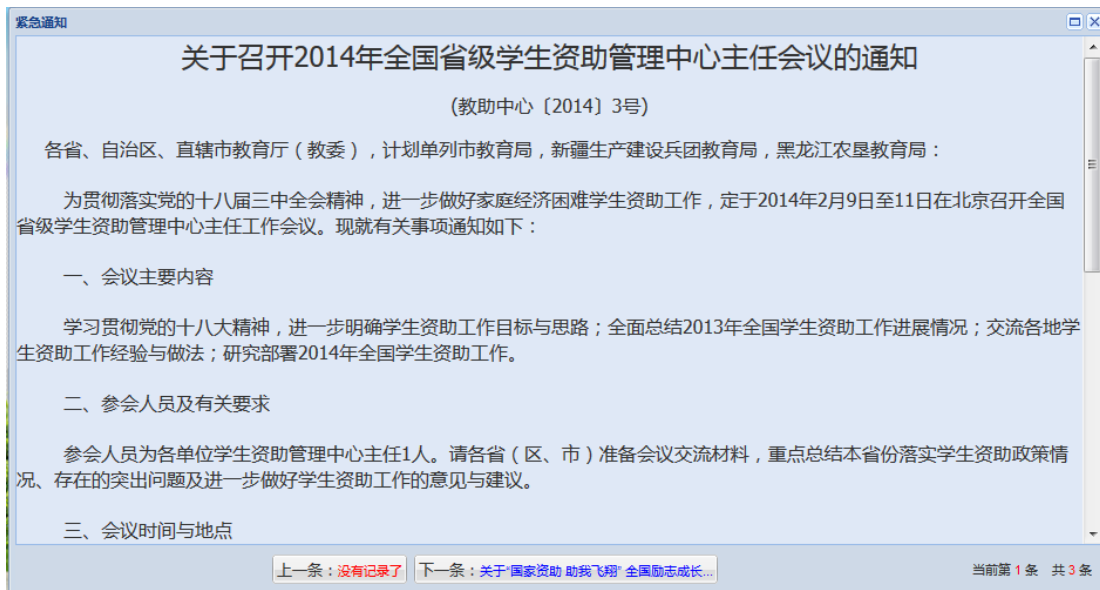 紧急通知
关于召开2014年全国省级学生资助管理中心主任会议的通知
(教助中心〔2014〕3号)
各省、自治区、直辖市教育厅(教委),计划单列市教育局,新疆生产建设兵团教育局,黑龙江农垦教育局:
为贯彻落实党的十八届三中全会精神,进一步做好家庭经济困难学生资助工作,定于2014年2月9日至11日在北京召开全国
省级学生资助管理中心主任工作会议。现就有关事项通知如下:
一、会议主要内容
学习贯彻党的十八大精神,进一步明确学生资助工作目标与思路;全面总结2013年全国学生资助工作进展情况;交流各地学
生资助工作经验与做法;研究部署2014年全国学生资助工作。
二、参会人员及有关要求
参会人员为各单位学生资助管理中心主任1人。请各省(区、市)准备会议交流材料,重点总结本省份落实学生资助政策情
况、存在的突出问题及进一步做好学生资助工作的意见与建议。
三、会议时间与地点
上一条:没有记录了 下一条:关于“国家资助 助我飞翔” 全国励志成长... 当前第 1 条 共 3 条